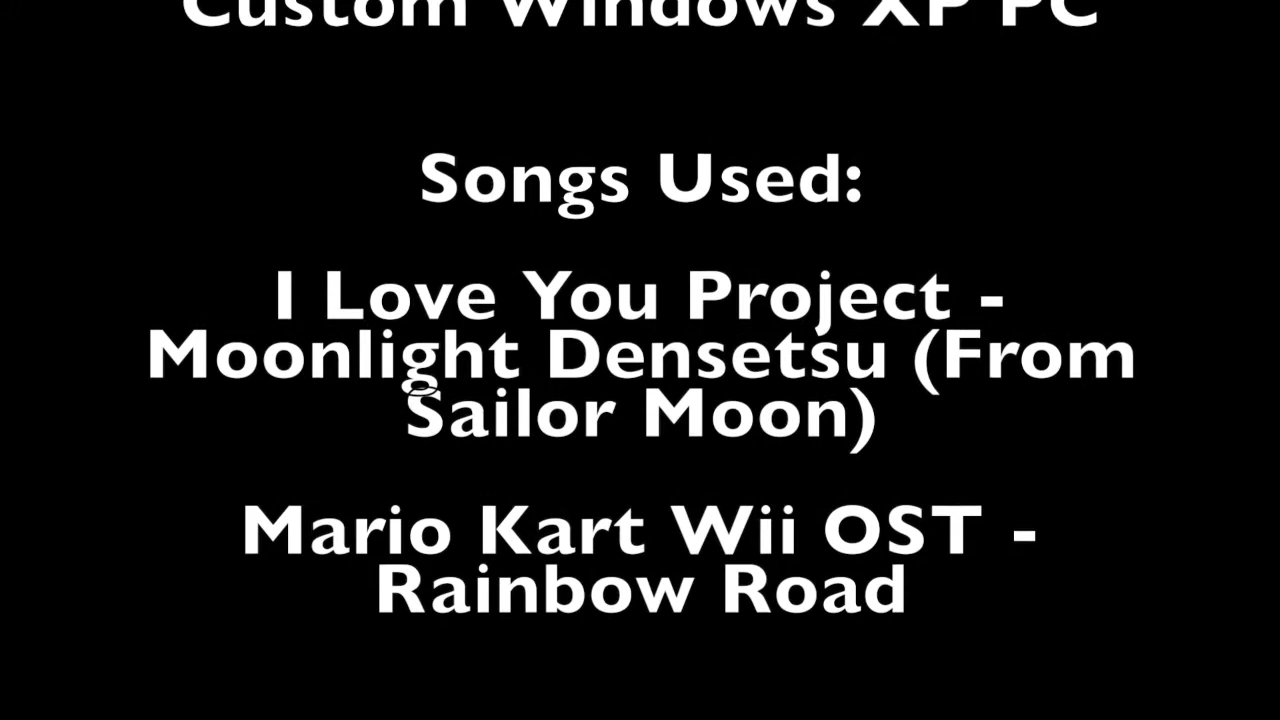 Custom Windows XP PC
Songs Used:
I Love You Project -
Moonlight Densetsu (From
Sailor Moon)
Mario Kart Wii OST -
Rainbow Road